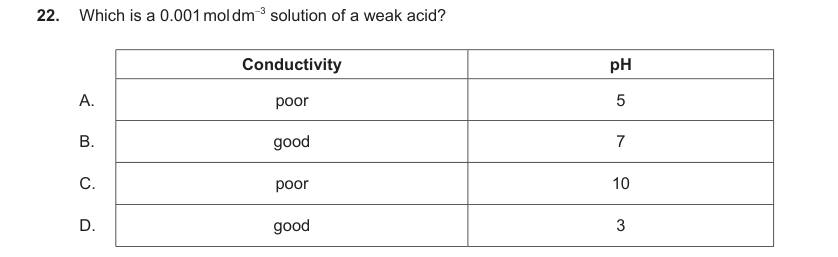 22. Which is a 0.001 mol dm⁻³ solution of a weak acid?
Conductivity pH
A. poor 5
B. good 7
C. poor 10
D. good 3